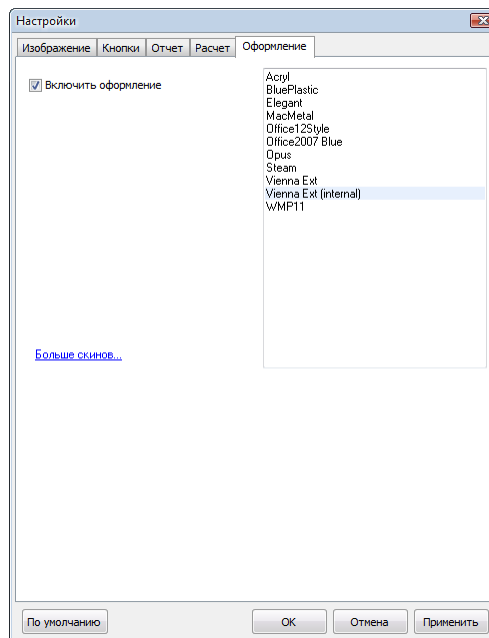 Настройки
Изображение Кнопки Отчет Расчет Оформление
Включить оформление
Acryl
BluePlastic
Elegant
MacMetal
Office12Style
Office2007 Blue
Opus
Steam
Vienna Ext
Vienna Ext (internal)
WMP11
Больше скинов...
По умолчанию OK Отмена Применить